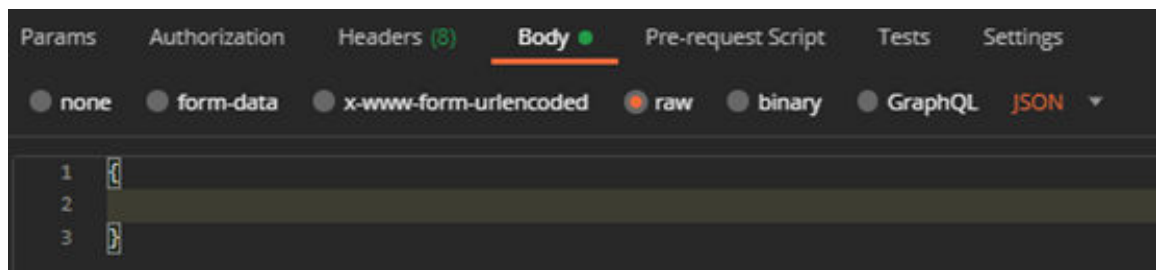 Params Authorization Headers (8) Body Pre-request Script Tests Settings
none form-data x-www-form-urlencoded raw binary GraphQL JSON
1 {
2
3 }